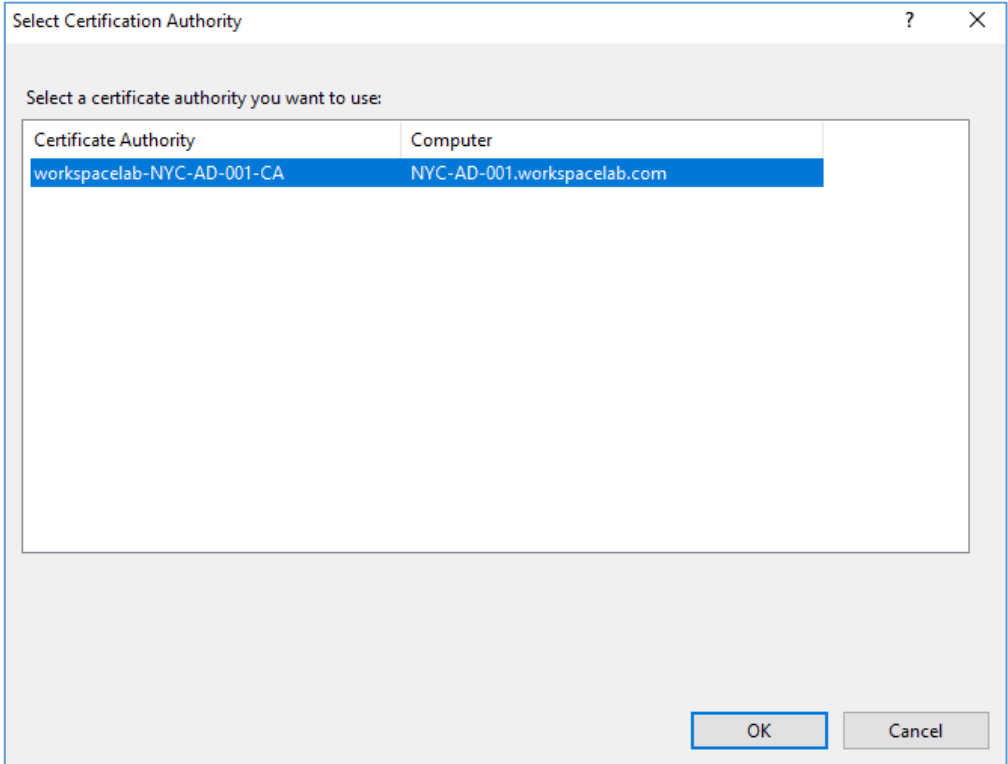 Select Certification Authority ?
Select a certificate authority you want to use:
Certificate Authority Computer
workspacelab-NYC-AD-001-CA NYC-AD-001.workspacelab.com
OK Cancel